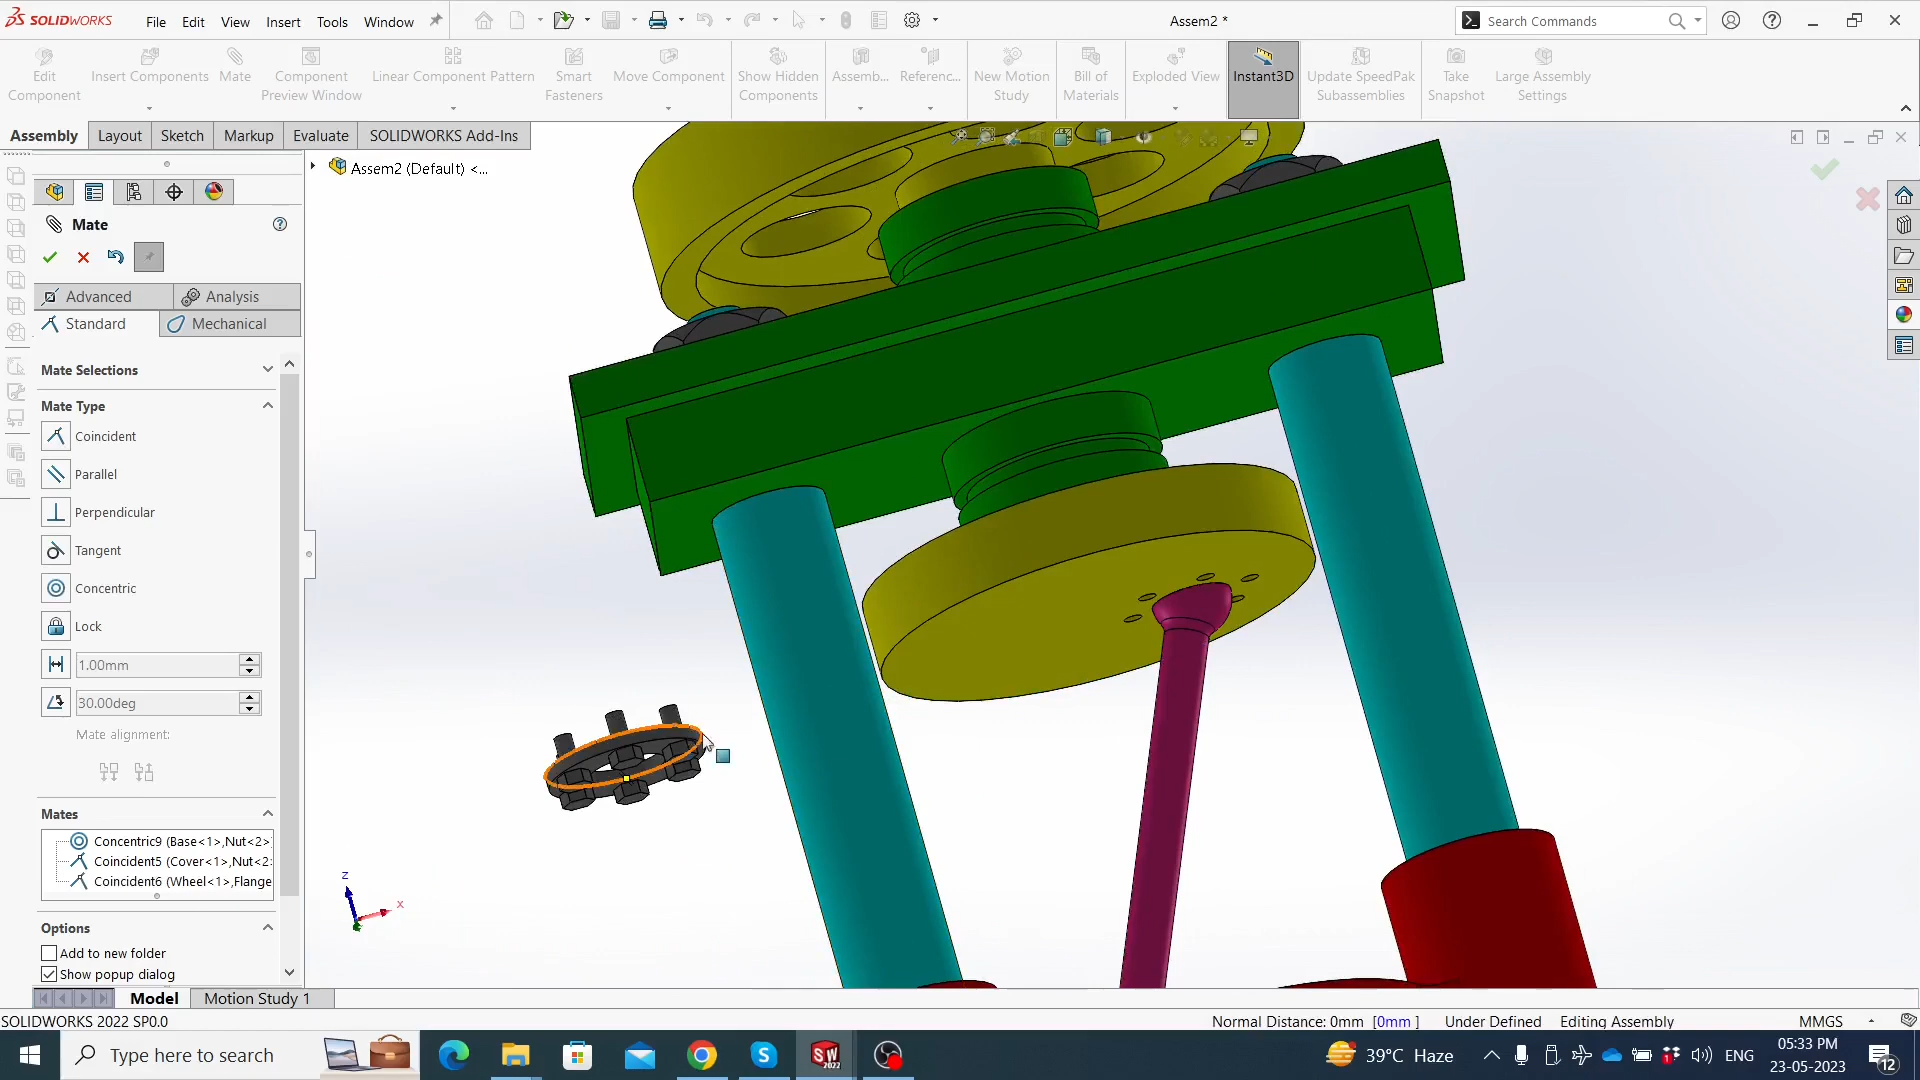 SOLIDWORKS File Edit View Insert Tools Window Assem2 * Search Commands
Edit Component
Insert Components
Mate
Component Preview Window
Linear Component Pattern
Smart Fasteners
Move Component
Show Hidden Components
Assemb...
Referenc...
New Motion Study
Bill of Materials
Exploded View
Instant3D
Update SpeedPak Subassemblies
Take Snapshot
Large Assembly Settings
Assembly Layout Sketch Markup Evaluate SOLIDWORKS Add-Ins
Assem2 (Default) <...
Mate
Advanced Analysis
Standard Mechanical
Mate Selections
Mate Type
Coincident
Parallel
Perpendicular
Tangent
Concentric
Lock
1.00mm
30.00deg
Mate alignment:
Mates
Concentric9 (Base<1>,Nut<2>
Coincident5 (Cover<1>,Nut<2
Coincident6 (Wheel<1>,Flange
Options
Add to new folder
Show popup dialog
z
x
Model Motion Study 1
SOLIDWORKS 2022 SP0.0 Normal Distance: 0mm [0mm ] Under Defined Editing Assembly MMGS
Type here to search
SW
2022
39°C Haze
1
ENG
05:33 PM
23-05-2023
12